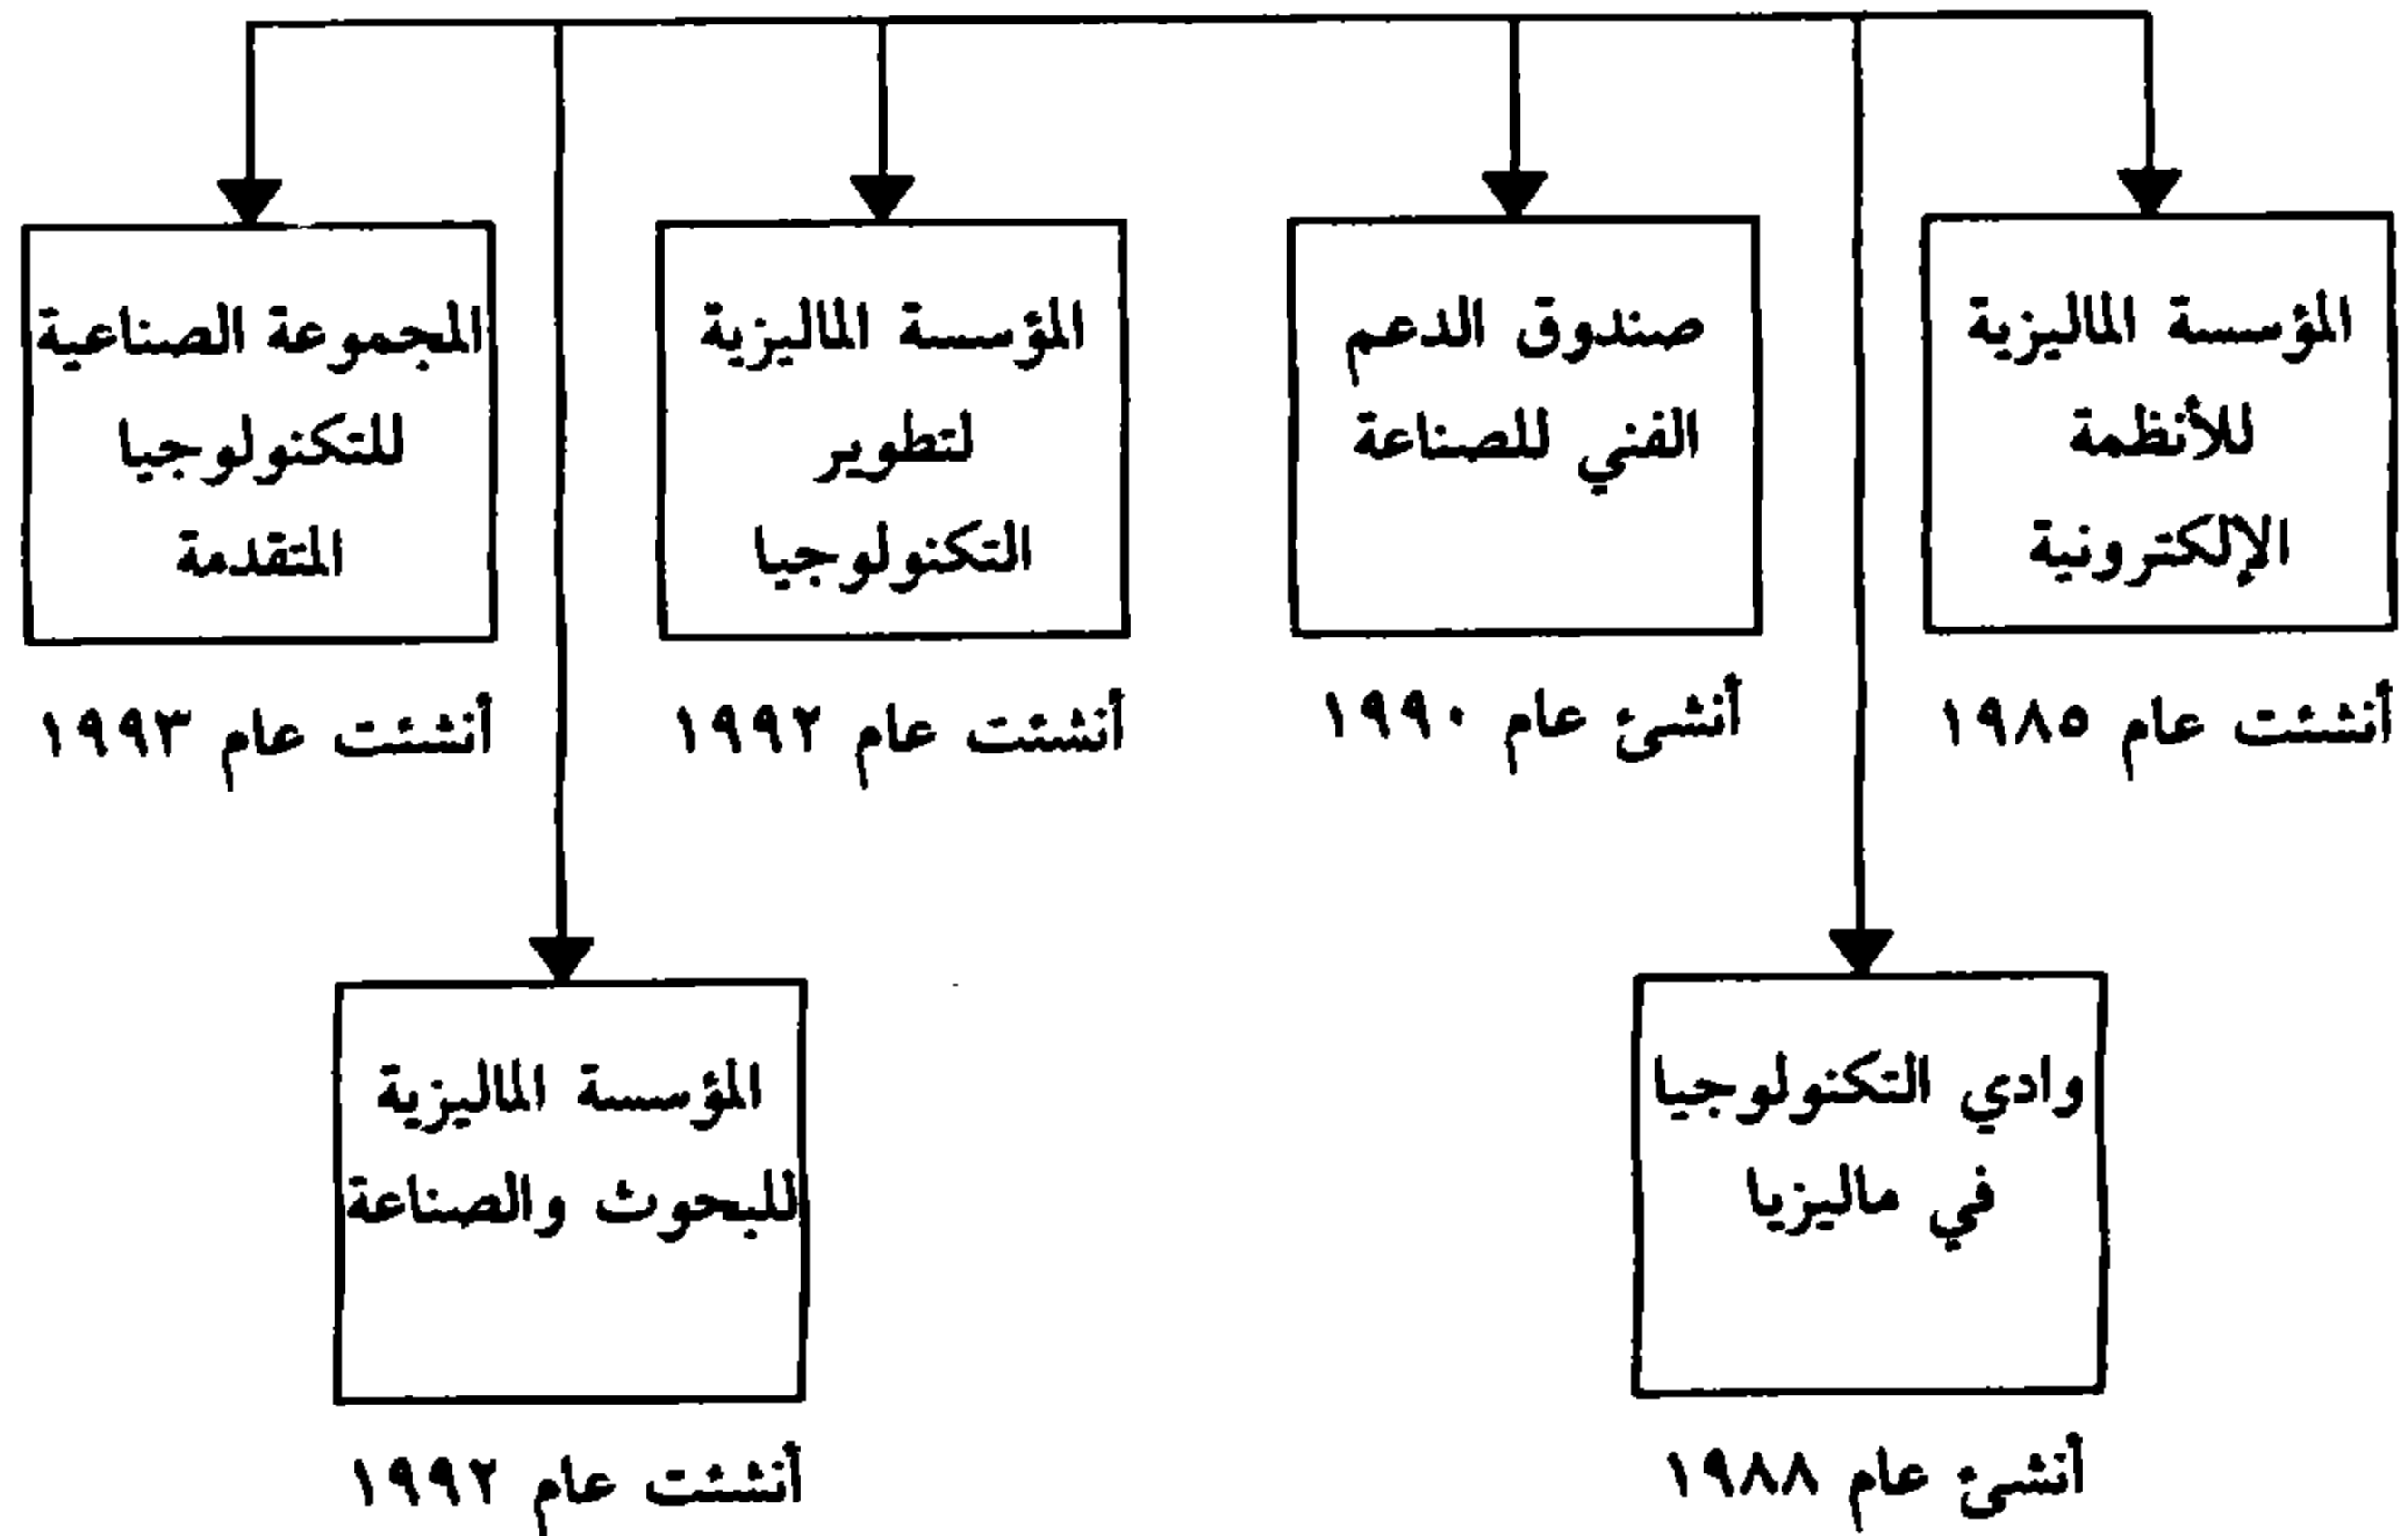 المؤسسة الماليزية
للأنظمة
الإلكترونية
أنشئت عام ١٩٨٥
صندوق الدعم
الفني للصناعة
أنشئ عام ١٩٩٠
المؤسسة الماليزية
لتطوير
التكنولوجيا
أنشئت عام ١٩٩٢
المجموعة الصناعية
للتكنولوجيا
المتقدمة
أنشئت عام ١٩٩٣
وادي التكنولوجيا
في ماليزيا
أنشئ عام ١٩٨٨
المؤسسة الماليزية
للبحوث والصناعة
أنشئت عام ١٩٩٢